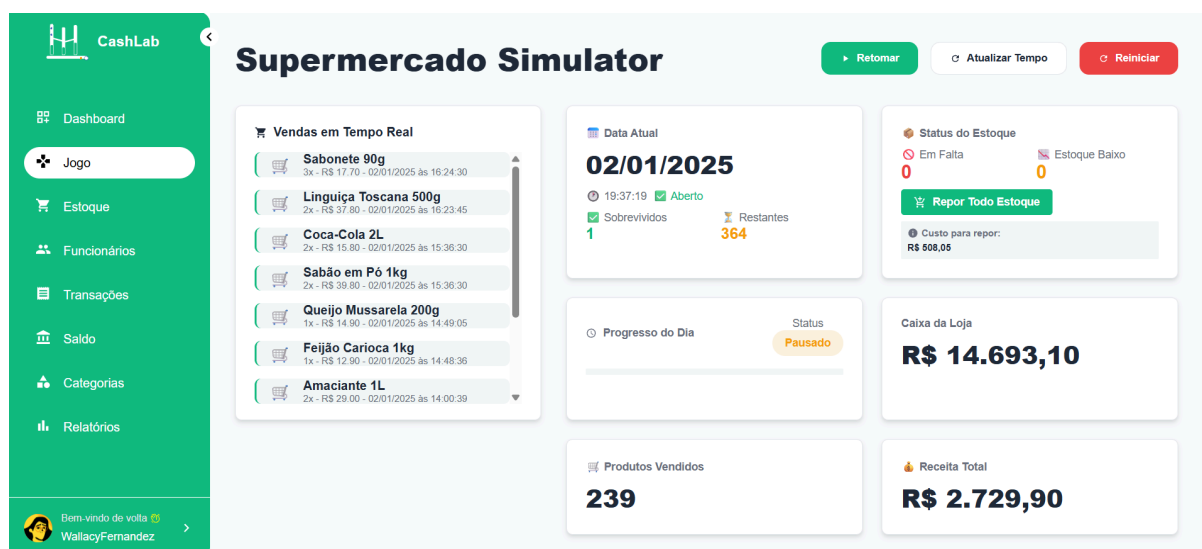 CashLab
Dashboard
Jogo
Estoque
Funcionários
Transações
Saldo
Categorias
Relatórios
Bem-vindo de volta
WallacyFernandez
Supermercado Simulator
Retomar
Atualizar Tempo
Reiniciar
Vendas em Tempo Real
Sabonete 90g
3x - R$ 17.70 - 02/01/2025 às 16:24:30
Linguiça Toscana 500g
2x - R$ 37.80 - 02/01/2025 às 16:23:45
Coca-Cola 2L
2x - R$ 15.80 - 02/01/2025 às 15:36:30
Sabão em Pó 1kg
2x - R$ 39.80 - 02/01/2025 às 15:36:30
Queijo Mussarela 200g
1x - R$ 14.90 - 02/01/2025 às 14:49:05
Feijão Carioca 1kg
1x - R$ 12.90 - 02/01/2025 às 14:48:36
Amaciante 1L
2x - R$ 29.00 - 02/01/2025 às 14:00:39
Data Atual
02/01/2025
19:37:19 Aberto
Sobrevividos Restantes
1 364
Status do Estoque
Em Falta Estoque Baixo
0 0
Repor Todo Estoque
Custo para repor:
R$ 508,05
Progresso do Dia
Status
Pausado
Caixa da Loja
R$ 14.693,10
Produtos Vendidos
239
Receita Total
R$ 2.729,90